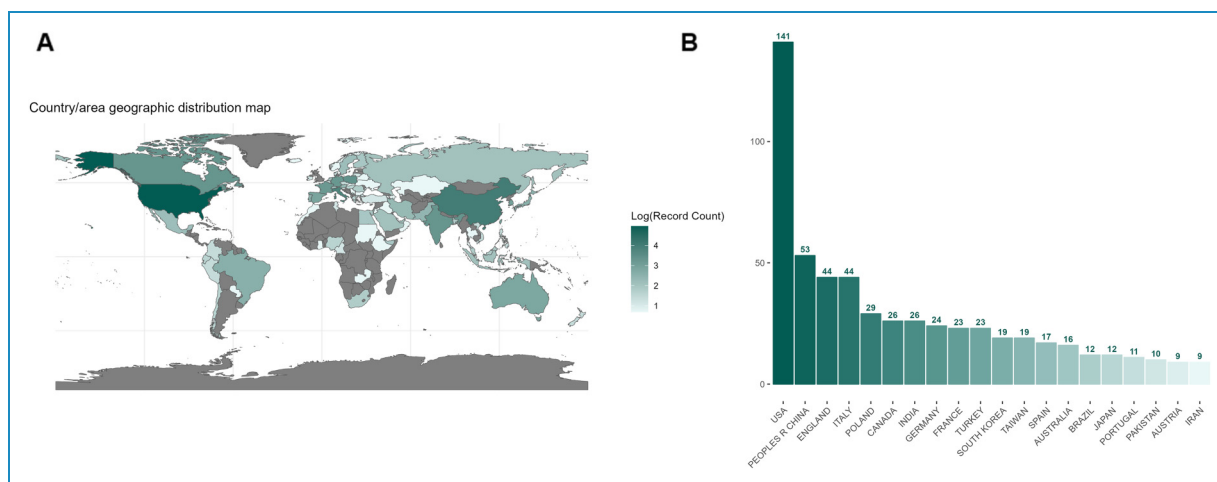 A
Country/area geographic distribution map
Log(Record Count)
4
3
2
1
B
141
53
44
44
29
26
26
24
23
23
19
19
17
16
12
12
11
10
9
9
100
50
0
USA
PEOPLES R CHINA
ENGLAND
ITALY
POLAND
CANADA
INDIA
GERMANY
FRANCE
TURKEY
SOUTH KOREA
TAIWAN
SPAIN
AUSTRALIA
BRAZIL
JAPAN
PORTUGAL
PAKISTAN
AUSTRIA
IRAN